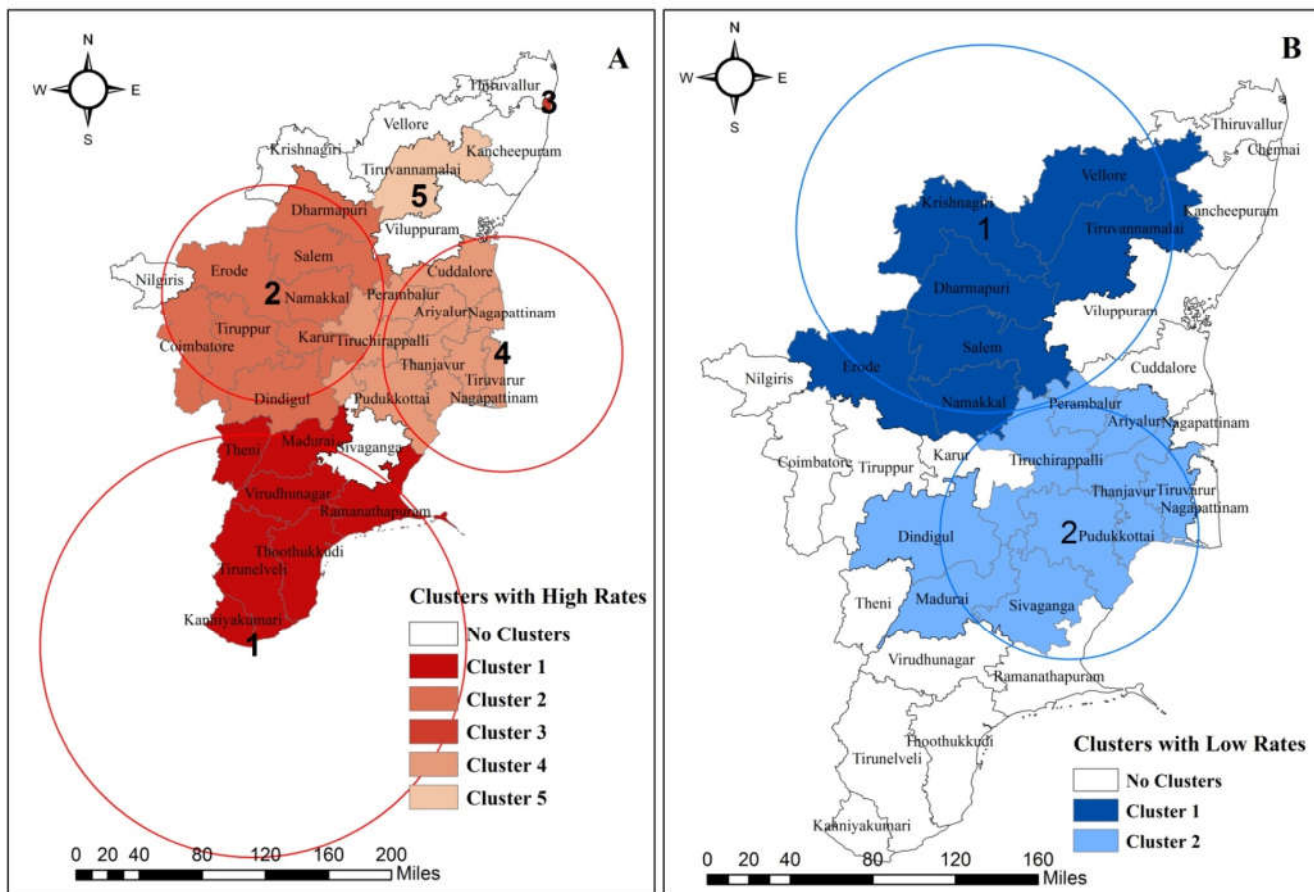 A
N
W E
S
Thiruvallur
3
Vellore
Krishnagiri
Kancheepuram
Tiruvannamalai
5
Dharmapuri
Viluppuram
Salem
Cuddalore
Erode
Nilgiris
2
Namakkal
Perambalur
Ariyalur
Nagapattinam
Tiruppur
Karur
Tiruchirappalli
Coimbatore
4
Thanjavur
Tiruvarur
Dindigul
Pudukkottai
Nagapattinam
Madurai
Theni
Sivaganga
Virudhunagar
Ramanathapuram
Thoothukkudi
Tirunelveli
Kanniyakumari
1
Clusters with High Rates
No Clusters
Cluster 1
Cluster 2
Cluster 3
Cluster 4
Cluster 5
0 20 40 80 120 160 200
Miles
B
N
W E
S
Thiruvallur
Chennai
Vellore
Krishnagiri
1
Kancheepuram
Tiruvannamalai
Dharmapuri
Viluppuram
Salem
Erode
Cuddalore
Nilgiris
Namakkal
Perambalur
Ariyalur
Nagapattinam
Karur
Coimbatore
Tiruppur
Tiruchirappalli
Thanjavur
Tiruvarur
Nagapattinam
Dindigul
2
Pudukkottai
Theni
Madurai
Sivaganga
Virudhunagar
Ramanathapuram
Thoothukkudi
Tirunelveli
Kanniyakumari
Clusters with Low Rates
No Clusters
Cluster 1
Cluster 2
0 20 40 80 120 160
Miles